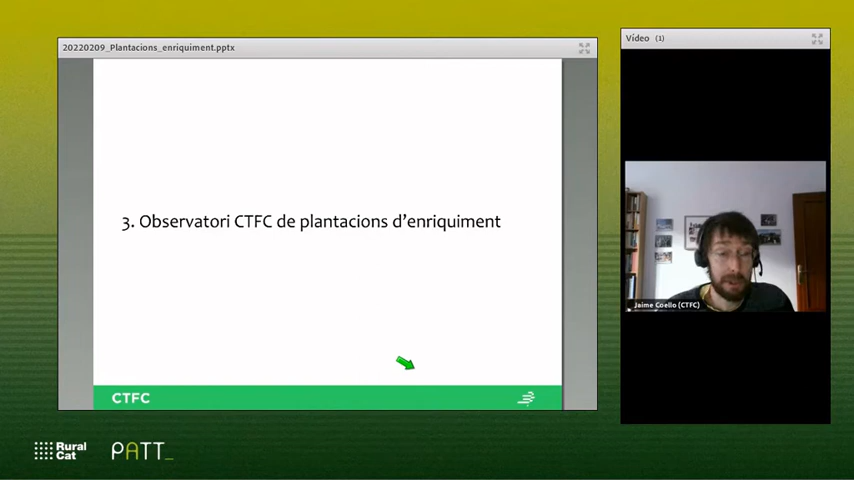 20220209_Plantacions_enriquiment.pptx
Vídeo (1)
3. Observatori CTFC de plantacions d'enriquiment
Jaime Coello (CTFC)
CTFC
Rural
Cat
PATT_